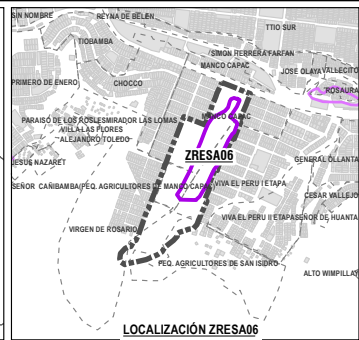 SIN NOMBRE
REYNA DE BELEN
TTIO SUR
TIOBAMBA
SIMON HERRERA FARFAN
MANCO CAPAC
JOSE OLAYA
VALLECITO
PRIMERO DE ENERO
CHOCCO
ROSAURA
PARAISO DE LOS ROSLES
MIRADOR LAS LOMAS
MANCO CAPAC
VILLA LAS FLORES
ALEJANDRO TOLEDO
ZRESA06
JESUS NAZARET
GENERAL OLLANTA
SEÑOR CAÑIBAMBA
PEQ. AGRICULTORES DE MANCO CAPAC
VIVA EL PERU I ETAPA
CESAR VALLEJO
VIVA EL PERU II ETAPA
SEÑOR DE HUANTA
VIRGEN DE ROSARIO
PEQ. AGRICULTORES DE SAN ISIDRO
ALTO WIMPILLA
LOCALIZACIÓN ZRESA06